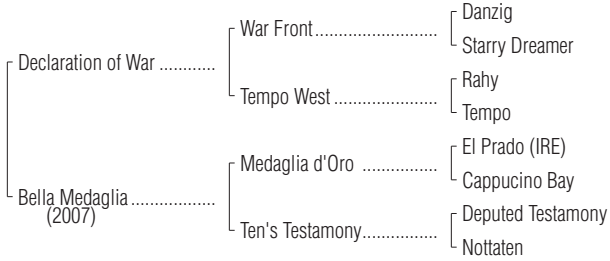 Danzig
War Front
Starry Dreamer
Declaration of War
Rahy
Tempo West
Tempo
El Prado (IRE)
Medaglia d'Oro
Cappucino Bay
Bella Medaglia
(2007)
Deputed Testamony
Ten's Testamony
Nottaten